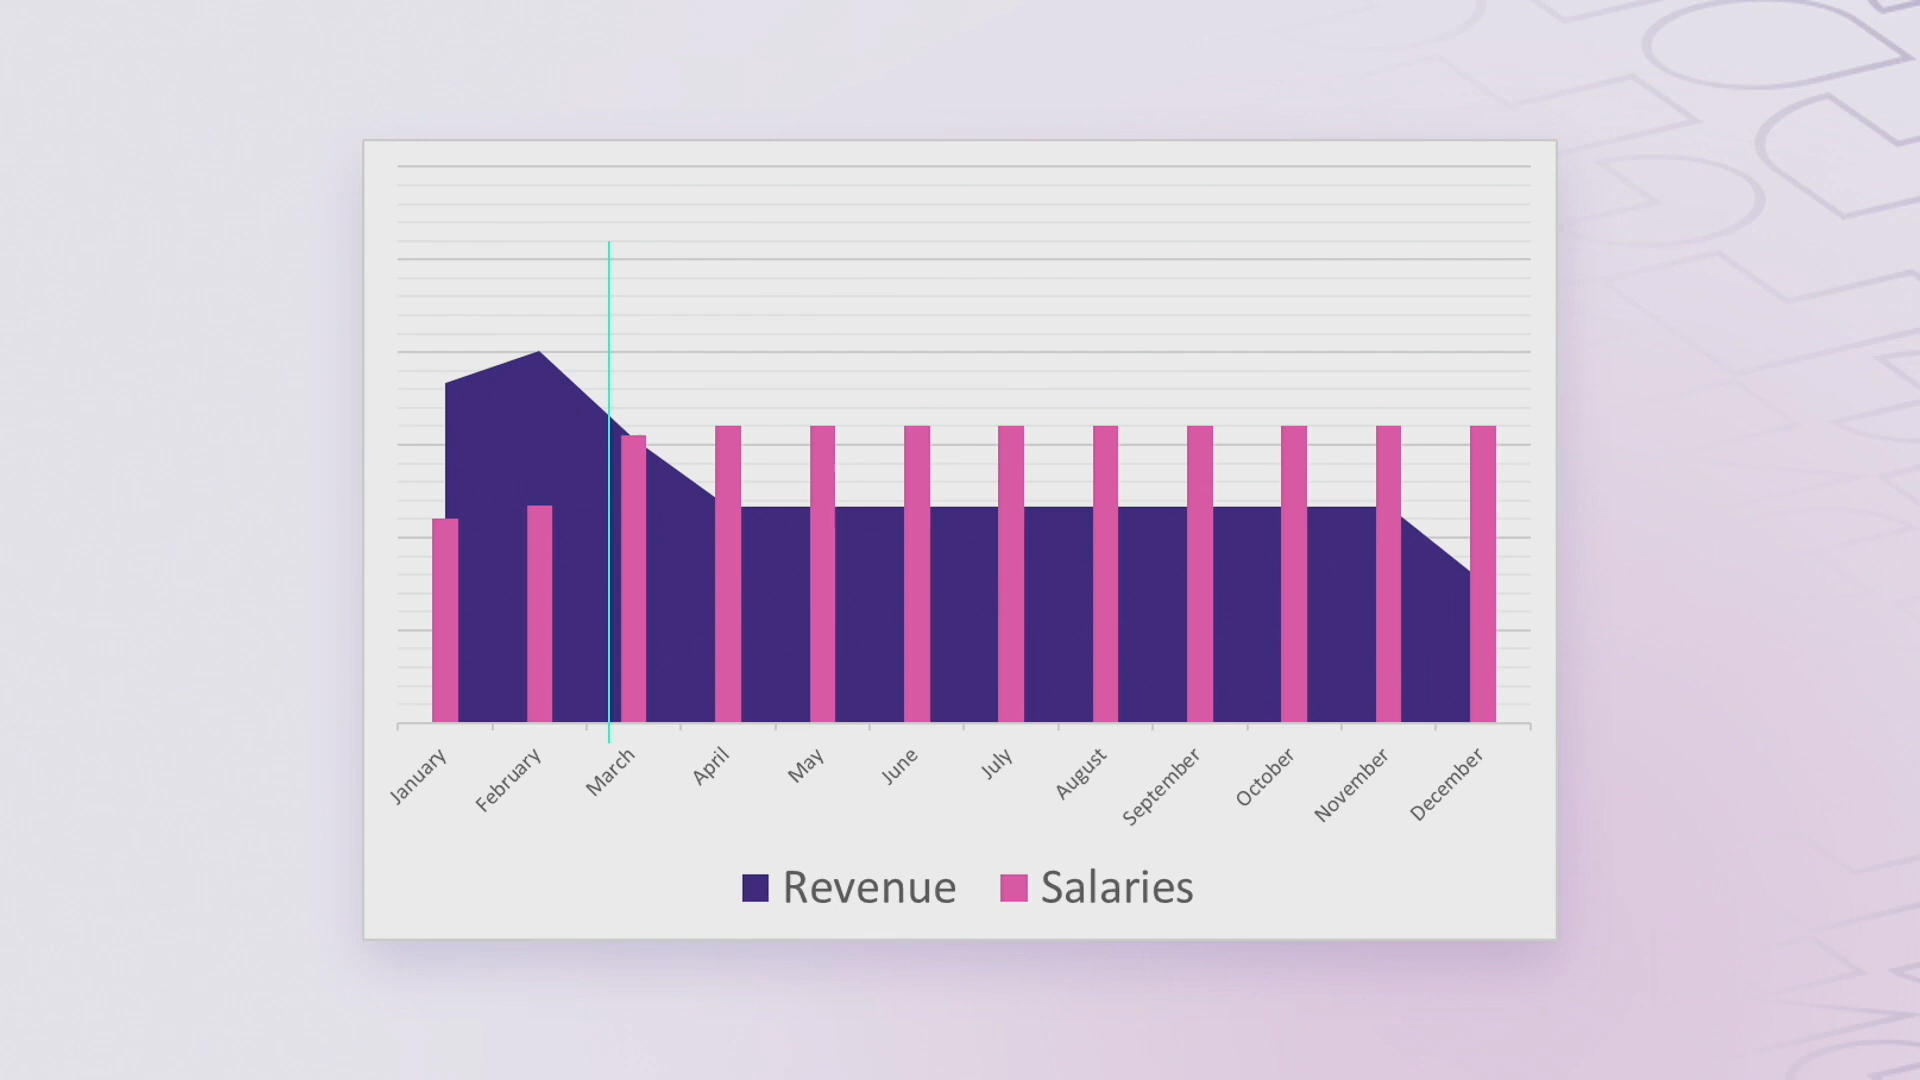 January
February
March
April
May
June
July
August
September
October
November
December
Revenue
Salaries